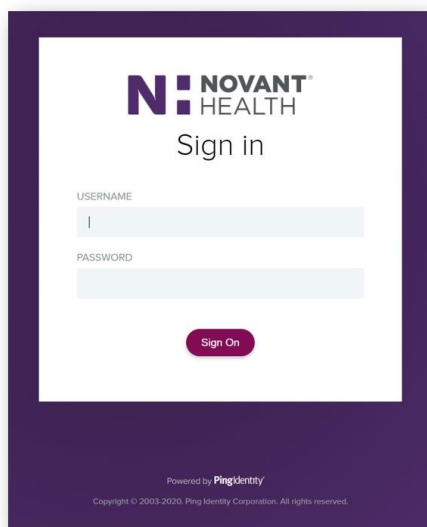 NOVANT®
HEALTH
Sign in
USERNAME
PASSWORD
Sign On
Powered by PingIdentity
Copyright © 2003-2020. Ping Identity Corporation. All rights reserved.